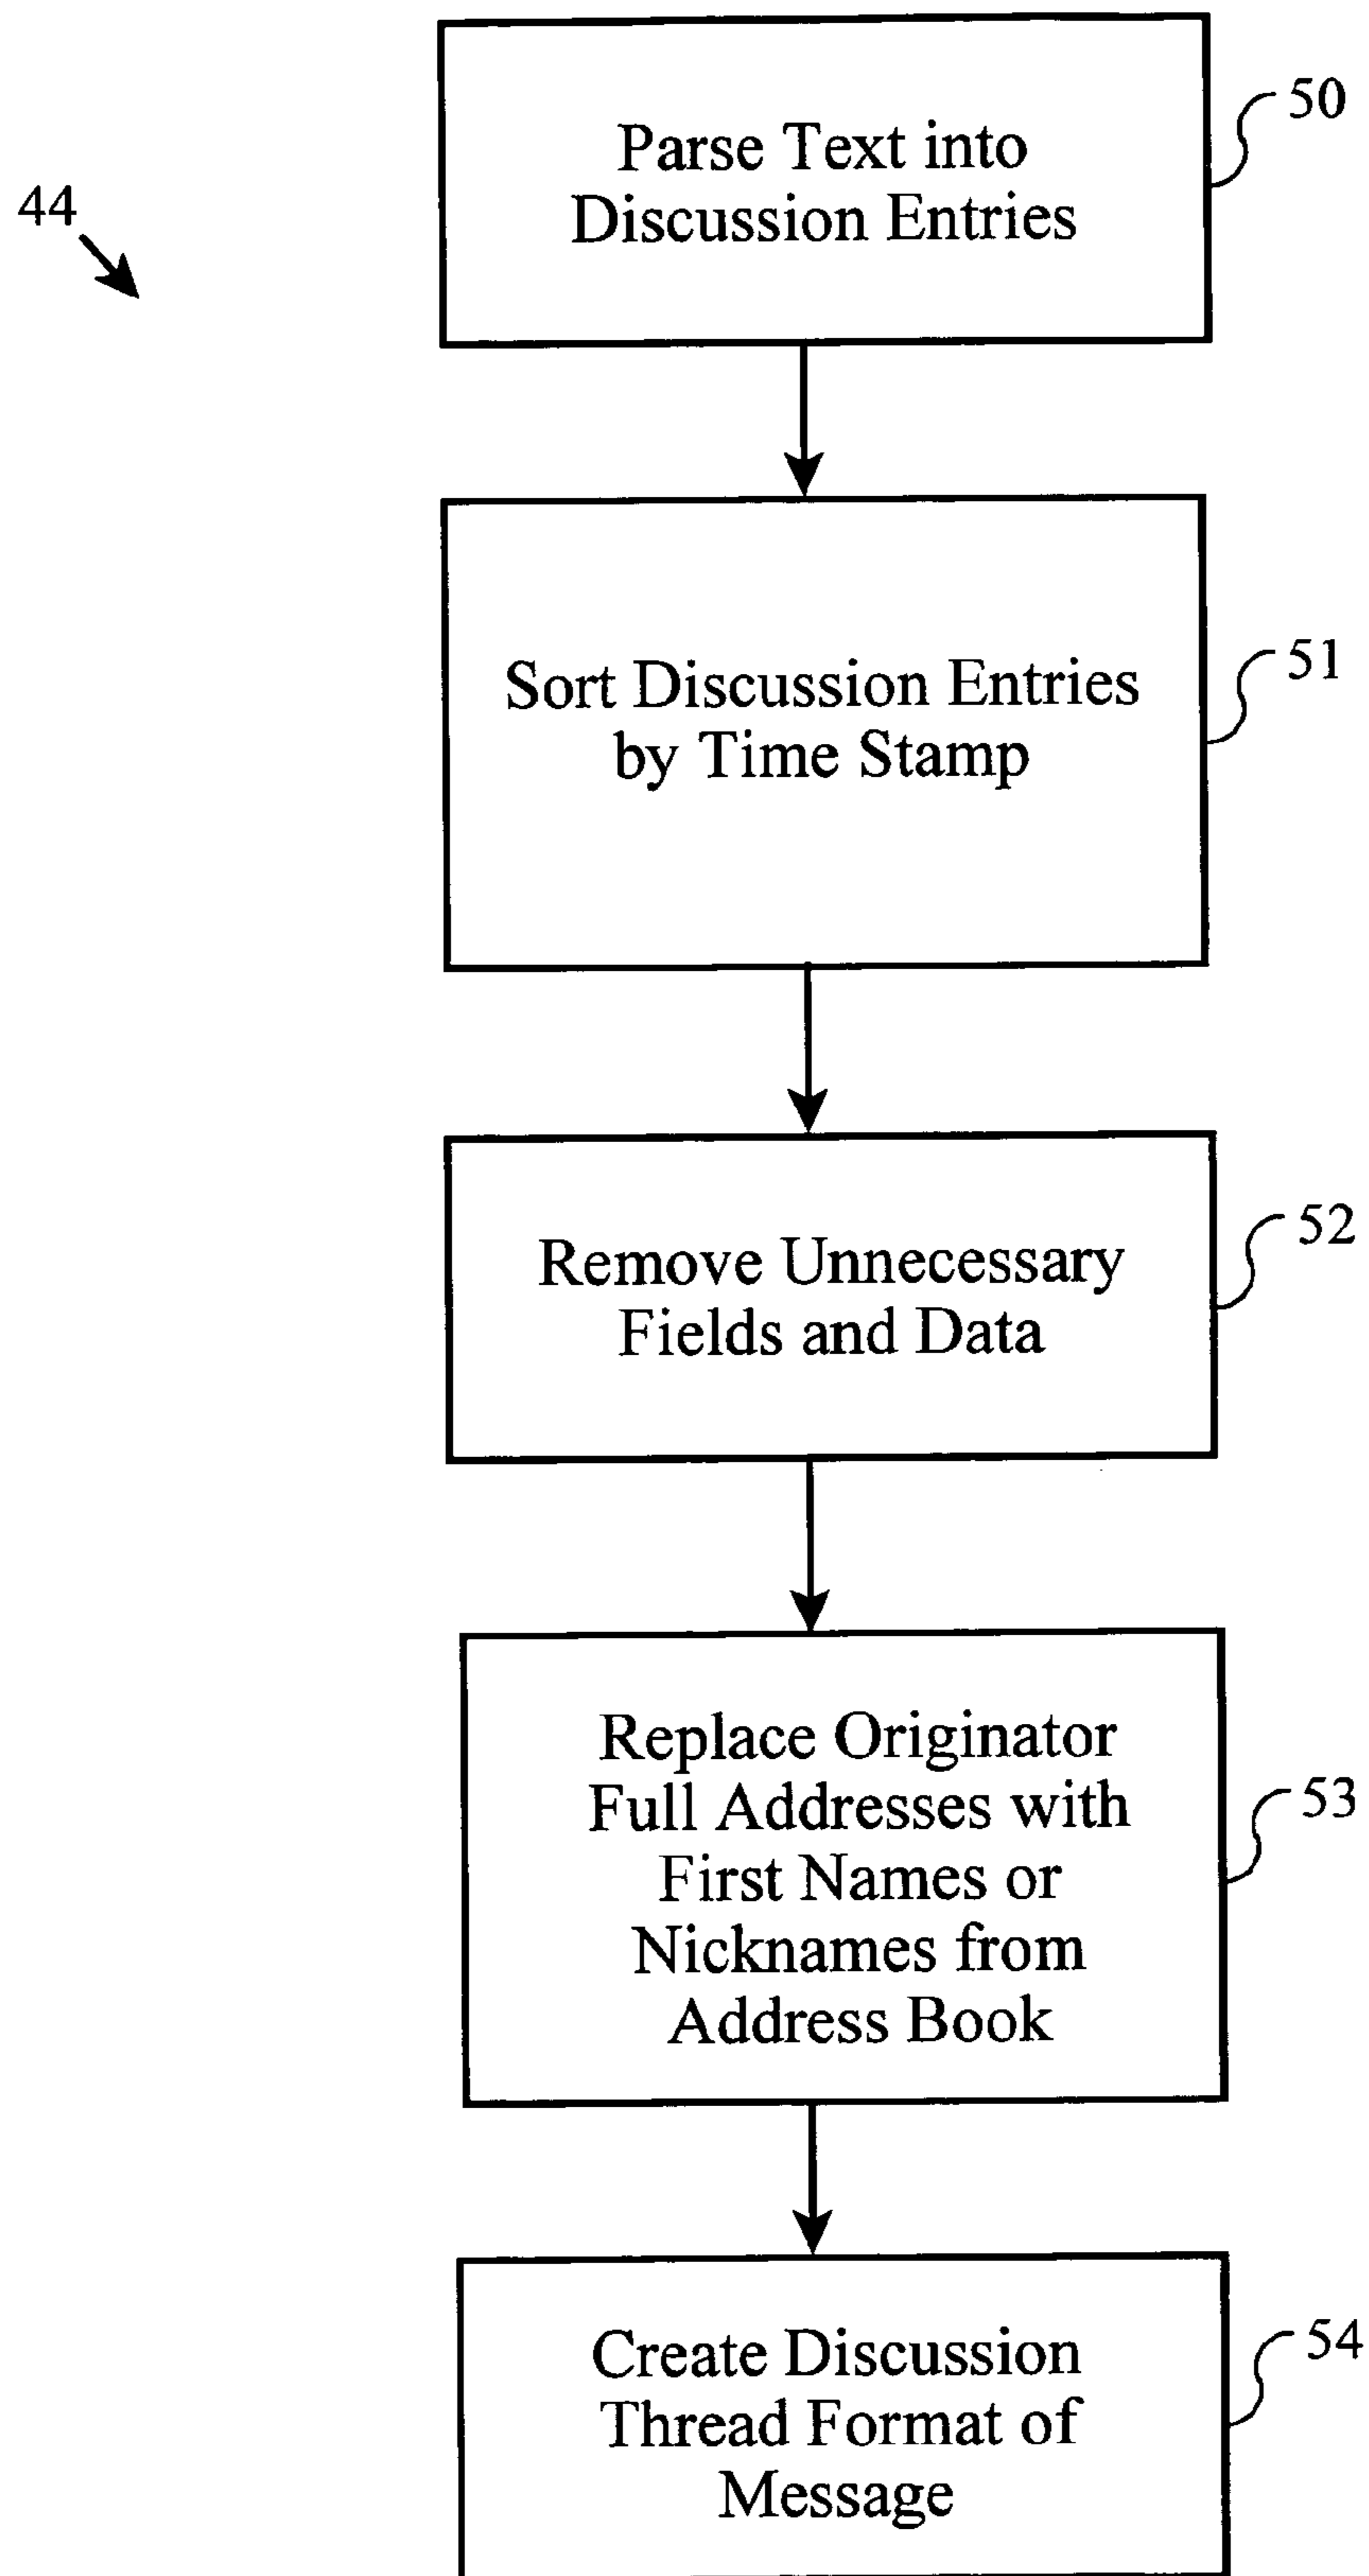 50
Parse Text into
Discussion Entries
44
51
Sort Discussion Entries
by Time Stamp
52
Remove Unnecessary
Fields and Data
53
Replace Originator
Full Addresses with
First Names or
Nicknames from
Address Book
54
Create Discussion
Thread Format of
Message